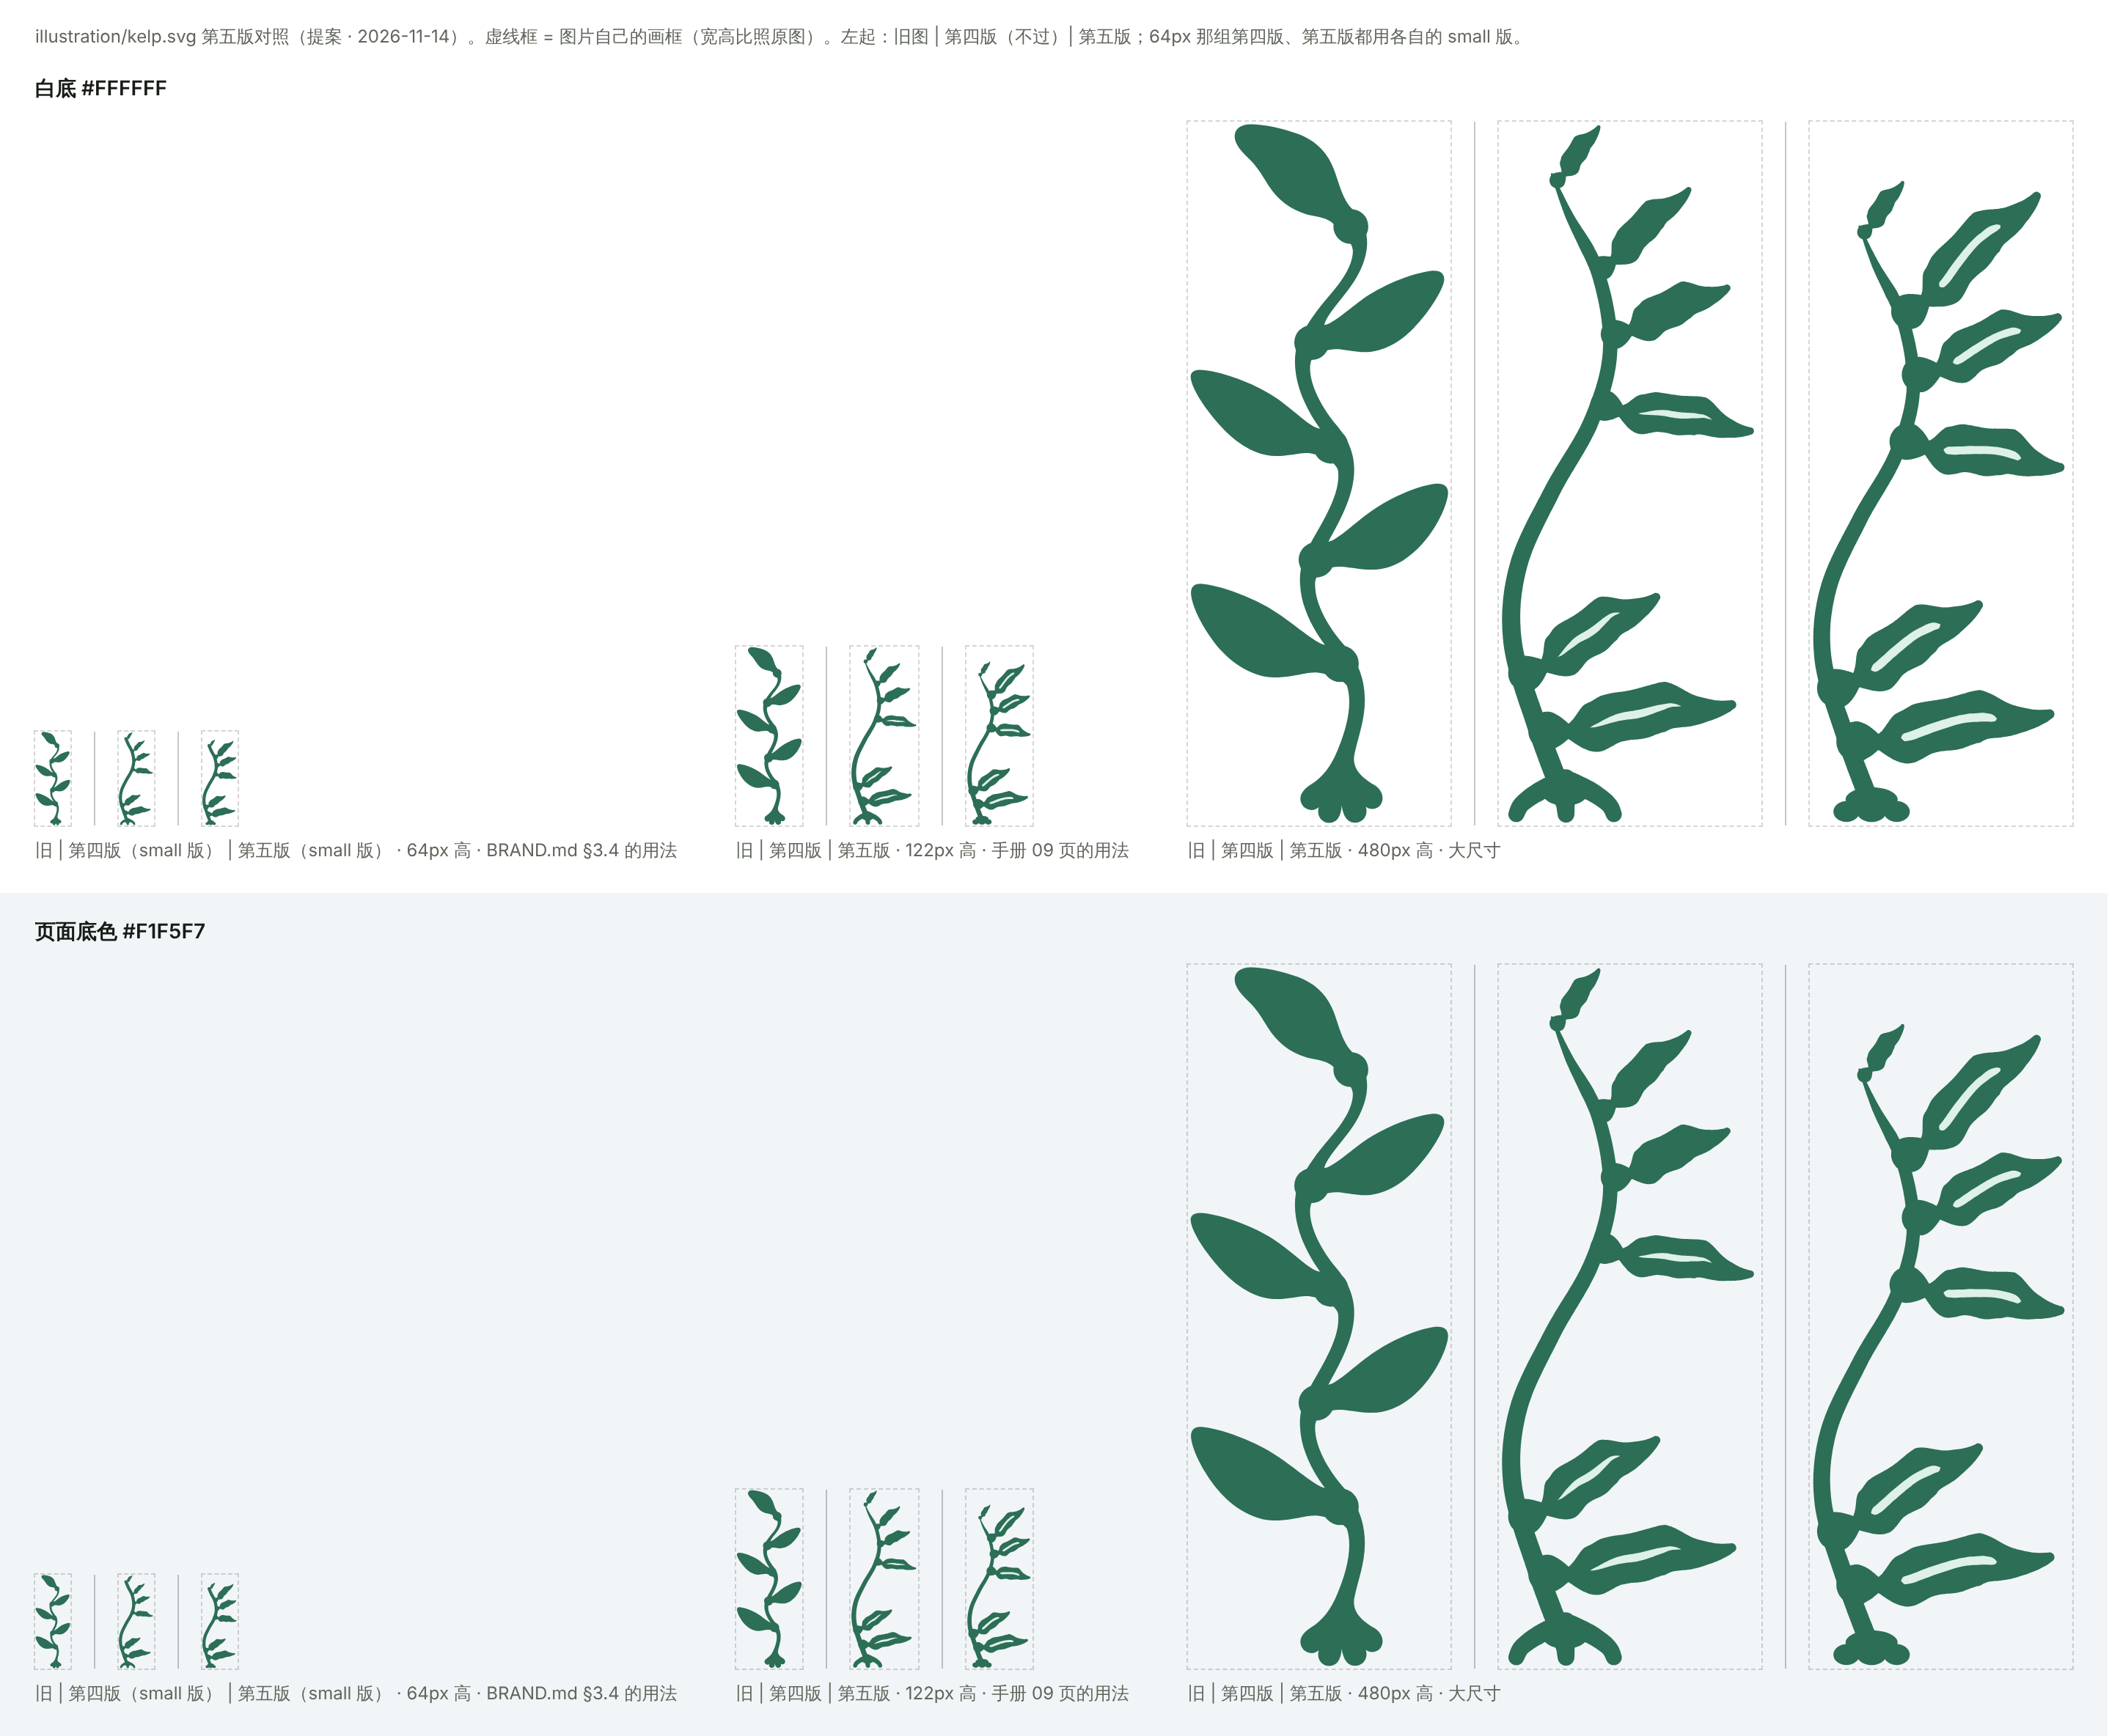 illustration/kelp.svg 第五版对照（提案 · 2026-11-14）。虚线框 = 图片自己的画框（宽高比照原图）。左起：旧图 | 第四版（不过）| 第五版；64px 那组第四版、第五版都用各自的 small 版。
白底 #FFFFFF
旧 | 第四版（small 版） | 第五版（small 版） · 64px 高 · BRAND.md §3.4 的用法
旧 | 第四版 | 第五版 · 122px 高 · 手册 09 页的用法
旧 | 第四版 | 第五版 · 480px 高 · 大尺寸
页面底色 #F1F5F7
旧 | 第四版（small 版） | 第五版（small 版） · 64px 高 · BRAND.md §3.4 的用法
旧 | 第四版 | 第五版 · 122px 高 · 手册 09 页的用法
旧 | 第四版 | 第五版 · 480px 高 · 大尺寸